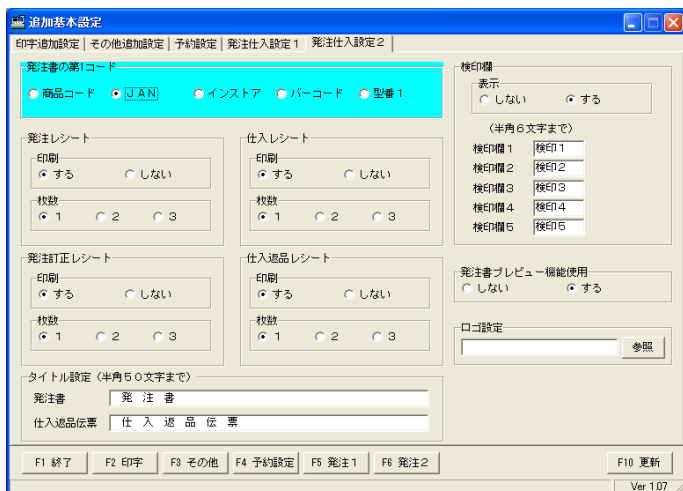 追加基本設定
印字追加設定 その他追加設定 予約設定 発注仕入設定1 発注仕入設定2
発注書の第1コード
商品コード JAN インストア バーコード 型番1
検印欄
表示
しない する
(半角6文字まで)
検印欄1 検印1
検印欄2 検印2
検印欄3 検印3
検印欄4 検印4
検印欄5 検印5
発注レシート
印刷
する しない
枚数
1 2 3
仕入レシート
印刷
する しない
枚数
1 2 3
発注訂正レシート
印刷
する しない
枚数
1 2 3
仕入返品レシート
印刷
する しない
枚数
1 2 3
発注書プレビュー機能使用
しない する
ロゴ設定
参照
タイトル設定(半角50文字まで)
発注書 発 注 書
仕入返品伝票 仕 入 返 品 伝 票
F1 終了 F2 印字 F3 その他 F4 予約設定 F5 発注1 F6 発注2 F10 更新
Ver 1.07